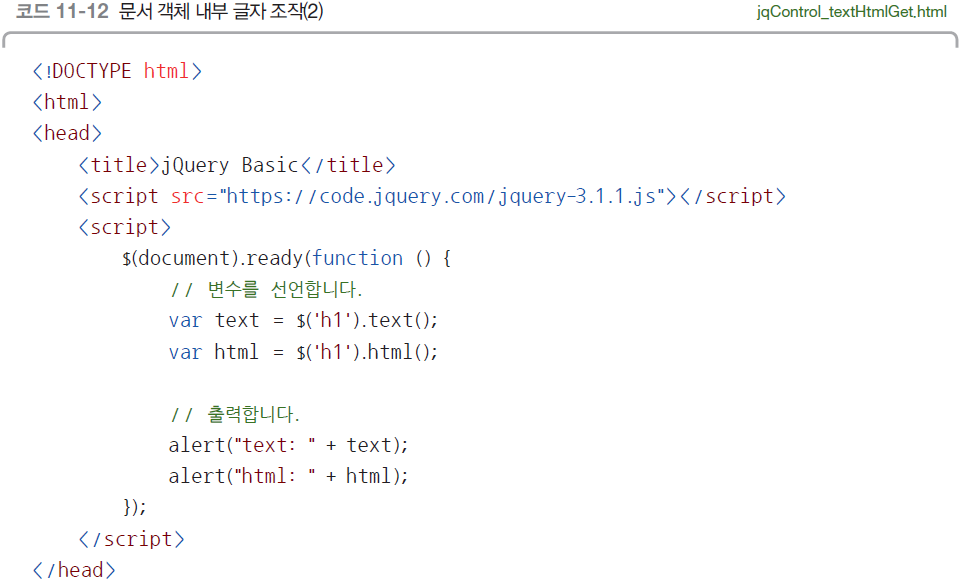 코드 11-12 문서 객체 내부 글자 조작(2) jqControl_textHtmlGet.html
<!DOCTYPE html>
<html>
<head>
    <title>jQuery Basic</title>
    <script src="https://code.jquery.com/jquery-3.1.1.js"></script>
    <script>
        $(document).ready(function () {
            // 변수를 선언합니다.
            var text = $('h1').text();
            var html = $('h1').html();

            // 출력합니다.
            alert("text: " + text);
            alert("html: " + html);
        });
    </script>
</head>